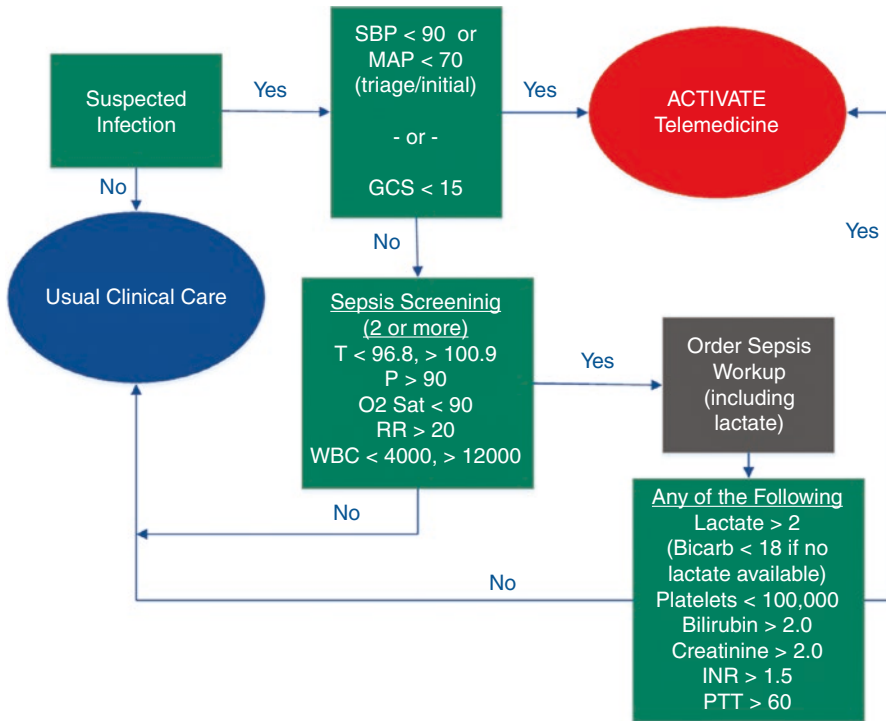 Suspected
Infection
Yes
SBP < 90 or
MAP < 70
(triage/initial)
- or -
GCS < 15
Yes
ACTIVATE
Telemedicine
No
Usual Clinical Care
No
Yes
Sepsis Screeninig
(2 or more)
T < 96.8, > 100.9
P > 90
O2 Sat < 90
RR > 20
WBC < 4000, > 12000
Yes
Order Sepsis
Workup
(including
lactate)
No
Any of the Following
Lactate > 2
(Bicarb < 18 if no
lactate available)
Platelets < 100,000
Bilirubin > 2.0
Creatinine > 2.0
INR > 1.5
PTT > 60
No